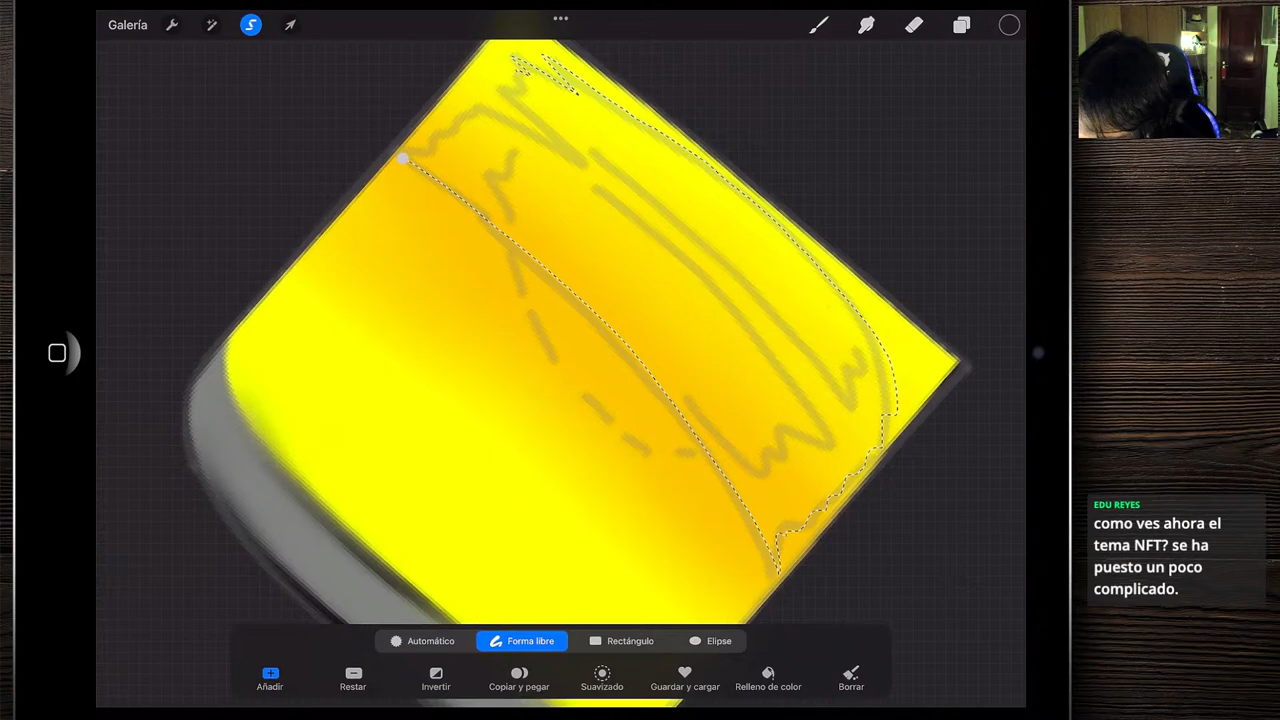 Galería
Automático
Forma libre
Rectángulo
Elipse
Añadir
Restar
Invertir
Copiar y pegar
Suavizado
Guardar y cargar
Relleno de color
Borrar
EDU REYES
como ves ahora el
tema NFT? se ha
puesto un poco
complicado.